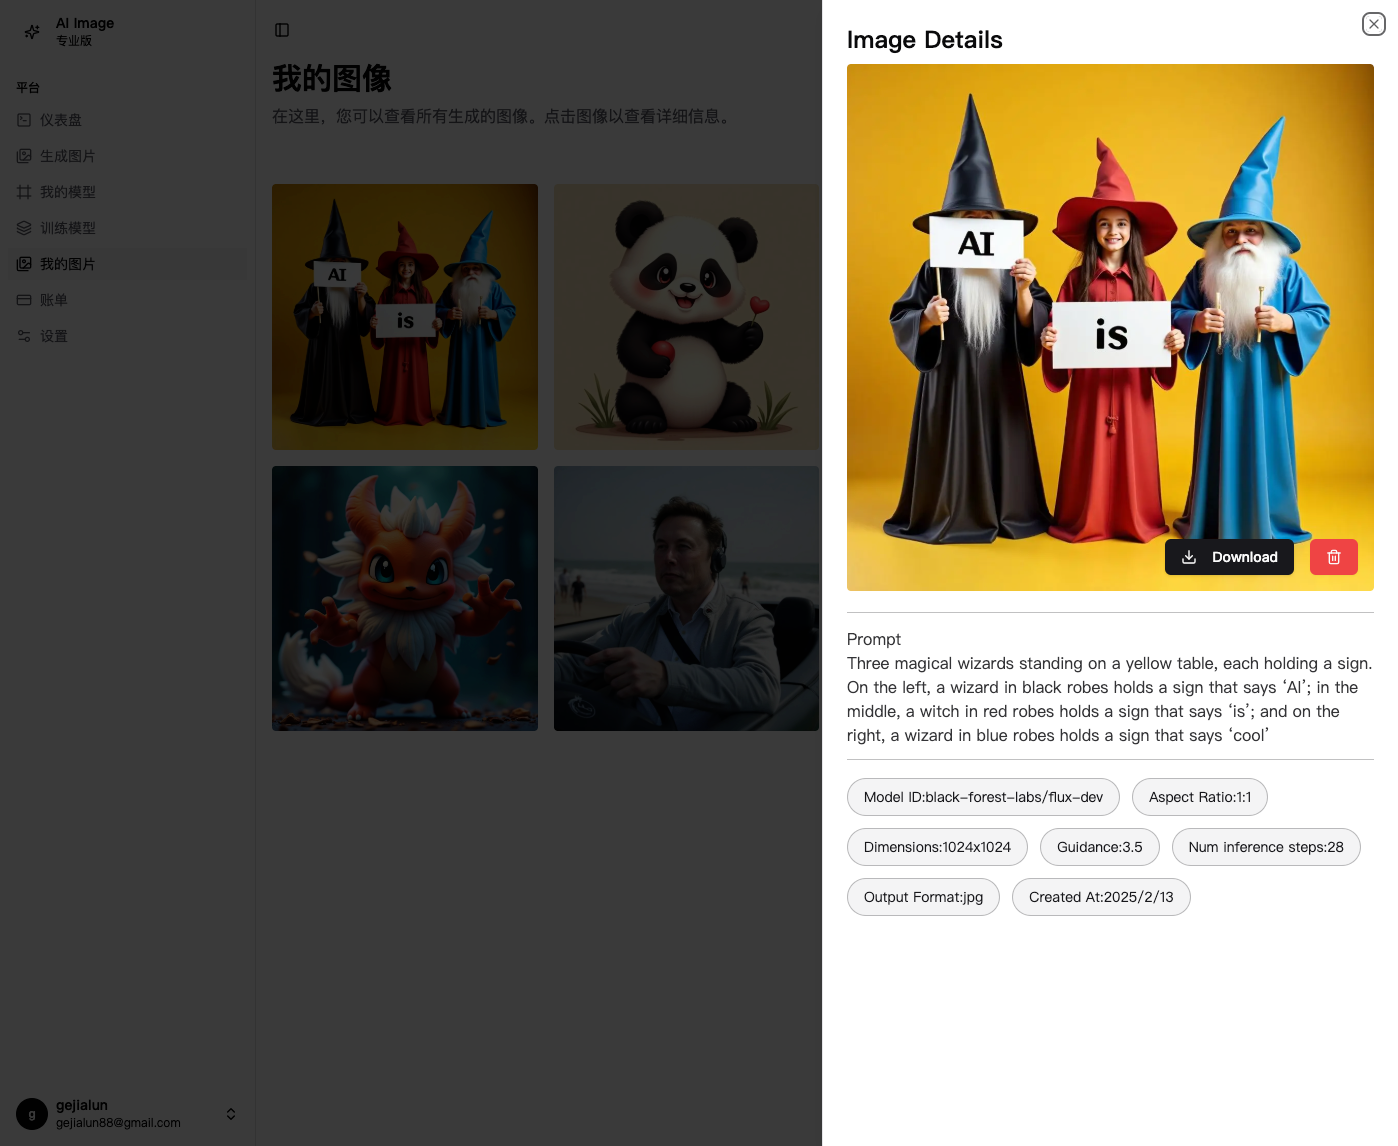 AI Image
专业版
平台
仪表盘
生成图片
我的模型
训练模型
我的图片
账单
设置
g
gejialun
gejialun88@gmail.com
我的图像
在这里，您可以查看所有生成的图像。点击图像以查看详细信息。
AI
is
Image Details
AI
is
Download
Prompt
Three magical wizards standing on a yellow table, each holding a sign.
On the left, a wizard in black robes holds a sign that says ‘AI’; in the
middle, a witch in red robes holds a sign that says ‘is’; and on the
right, a wizard in blue robes holds a sign that says ‘cool’
Model ID:black-forest-labs/flux-dev
Aspect Ratio:1:1
Dimensions:1024x1024
Guidance:3.5
Num inference steps:28
Output Format:jpg
Created At:2025/2/13